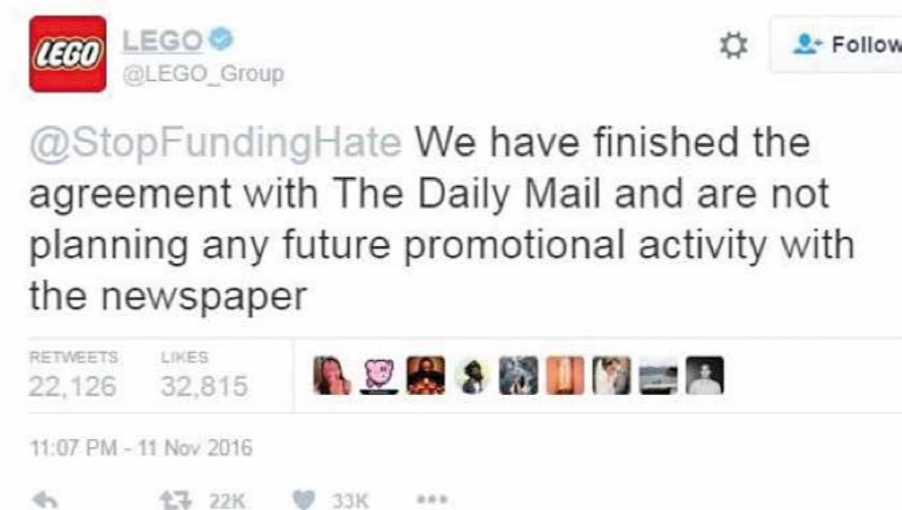 LEGO
LEGO
@LEGO_Group
Follow
@StopFundingHate We have finished the
agreement with The Daily Mail and are not
planning any future promotional activity with
the newspaper
RETWEETS LIKES
22,126 32,815
11:07 PM - 11 Nov 2016
22K 33K